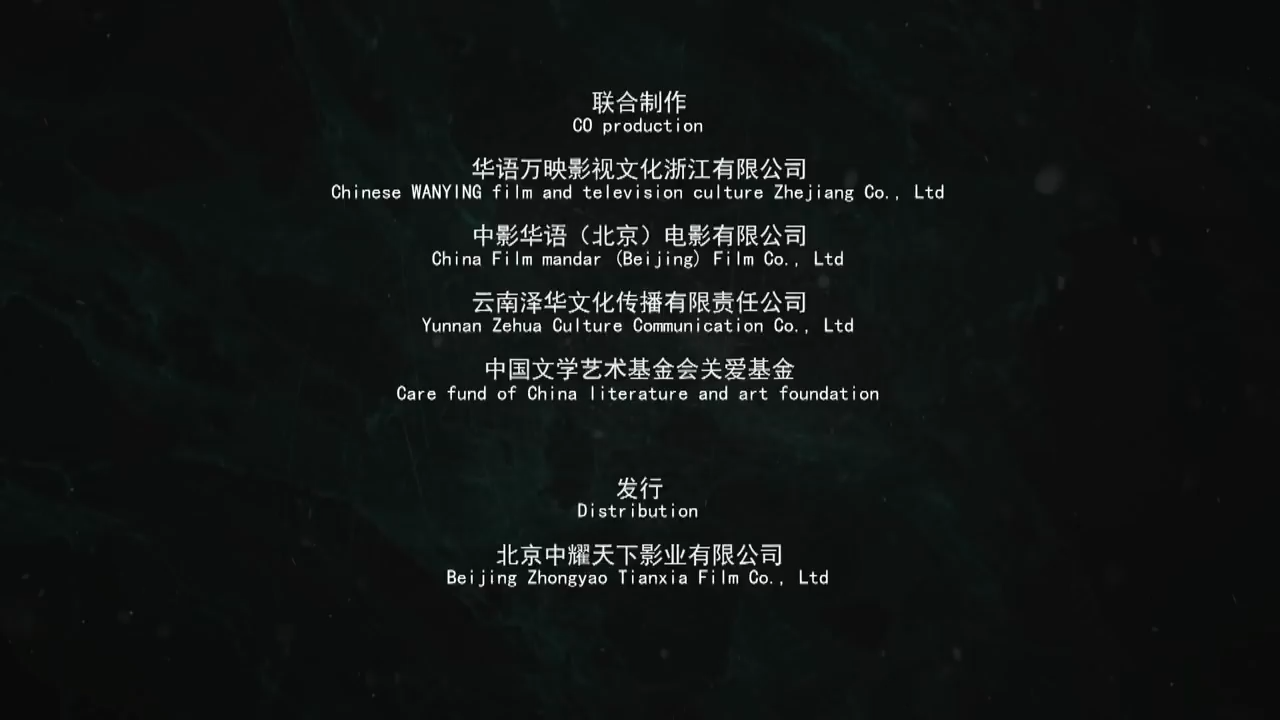 联合制作
CO production
华语万映影视文化浙江有限公司
Chinese WANYING film and television culture Zhejiang Co., Ltd
中影华语（北京）电影有限公司
China Film mandar (Beijing) Film Co., Ltd
云南泽华文化传播有限责任公司
Yunnan Zehua Culture Communication Co., Ltd
中国文学艺术基金会关爱基金
Care fund of China literature and art foundation
发行
Distribution
北京中耀天下影业有限公司
Beijing Zhongyao Tianxia Film Co., Ltd